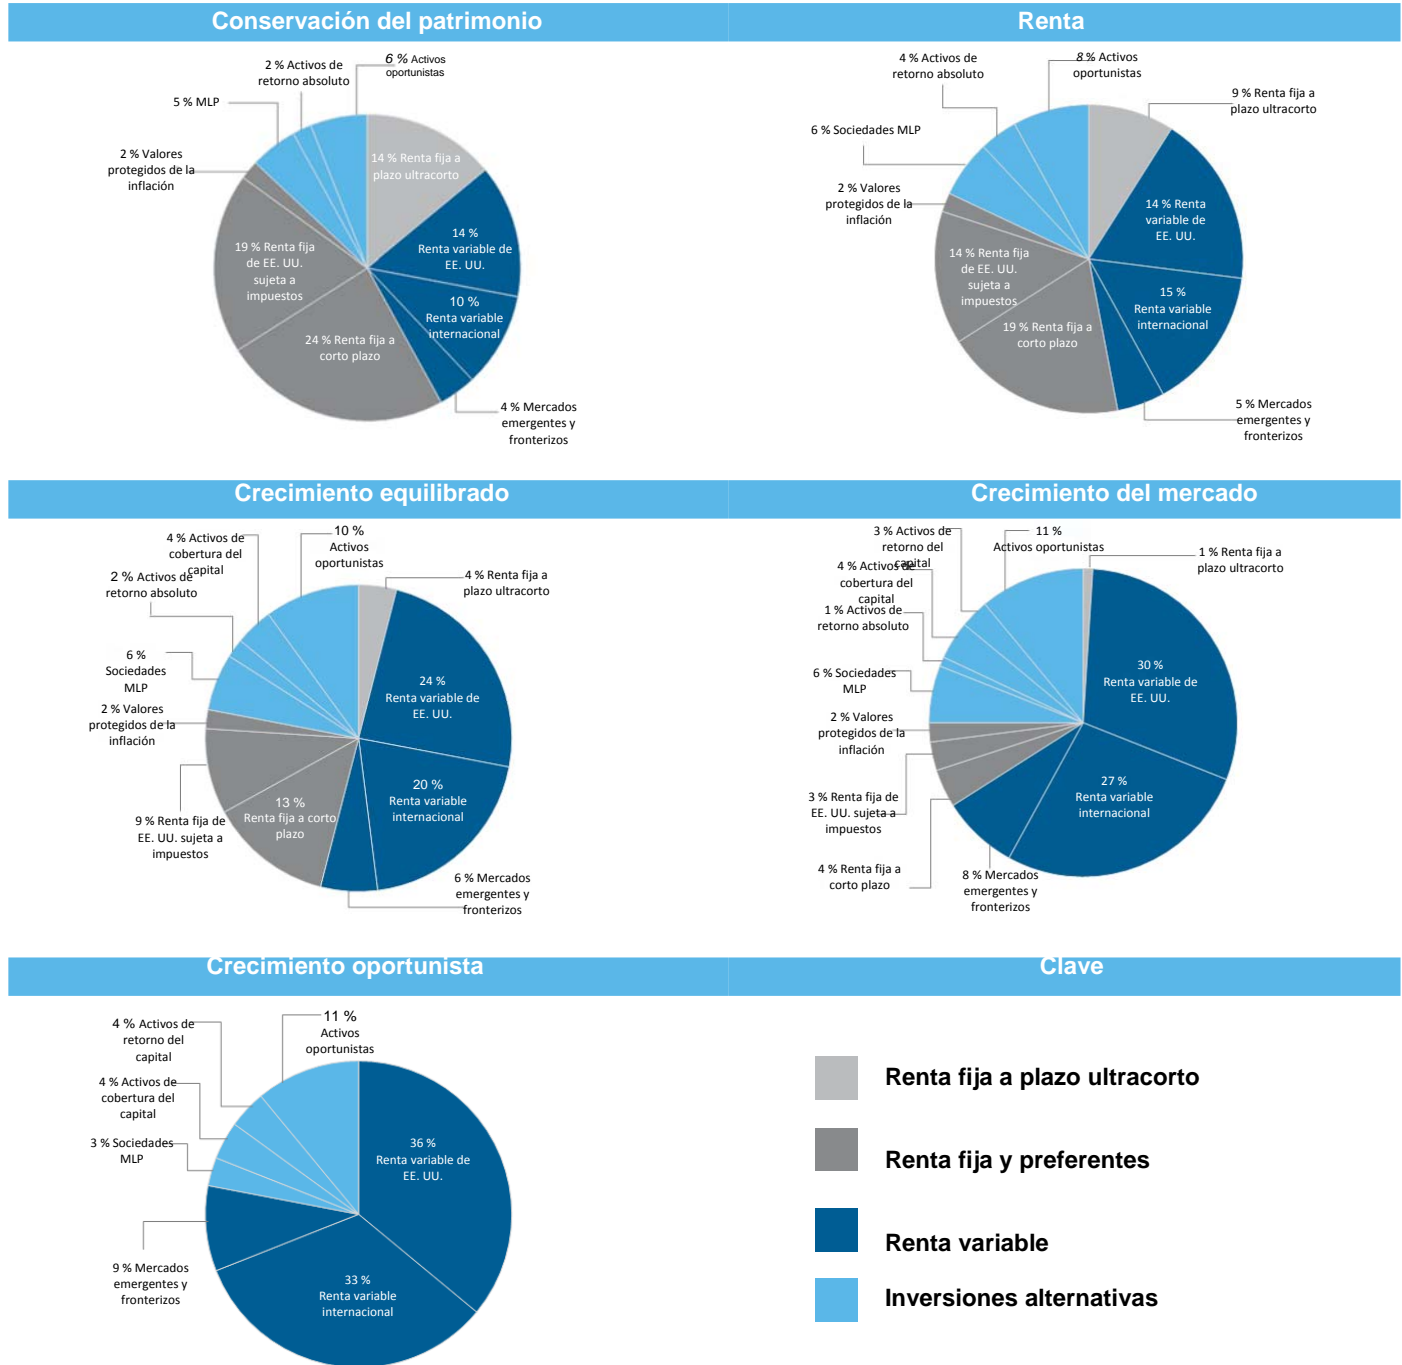 Conservación del patrimonio
6 % Activos
oportunistas
2 % Activos de
retorno absoluto
5 % MLP
2 % Valores
protegidos de la
inflación
14 % Renta fija a
plazo ultracorto
14 %
Renta variable de
EE. UU.
10 %
Renta variable
internacional
19 % Renta fija
de EE. UU.
sujeta a
impuestos
24 % Renta fija a
corto plazo
4 % Mercados
emergentes y
fronterizos
Renta
8 % Activos
oportunistas
4 % Activos de
retorno absoluto
9 % Renta fija a
plazo ultracorto
6 % Sociedades MLP
2 % Valores
protegidos de la
inflación
14 % Renta
variable de
EE. UU.
14 % Renta fija
de EE. UU.
sujeta a
impuestos
15 %
Renta variable
internacional
19 % Renta fija a
corto plazo
5 % Mercados
emergentes y
fronterizos
Crecimiento equilibrado
10 %
Activos
oportunistas
4 % Activos de
cobertura del
capital
2 % Activos de
retorno absoluto
4 % Renta fija a
plazo ultracorto
6 %
Sociedades
MLP
2 % Valores
protegidos de la
inflación
24 %
Renta variable de
EE. UU.
20 %
Renta variable
internacional
13 %
Renta fija a corto
plazo
9 % Renta fija de
EE. UU. sujeta a
impuestos
6 % Mercados
emergentes y
fronterizos
Crecimiento del mercado
3 % Activos de
retorno del
capital
11 %
Activos oportunistas
1 % Renta fija a
plazo ultracorto
4 % Activos de
cobertura del
capital
1 % Activos de
retorno absoluto
6 % Sociedades
MLP
2 % Valores
protegidos de la
inflación
30 %
Renta variable de
EE. UU.
27 %
Renta variable
internacional
3 % Renta fija de
EE. UU. sujeta a
impuestos
4 % Renta fija a
corto plazo
8 % Mercados
emergentes y
fronterizos
Crecimiento oportunista
11 %
Activos
oportunistas
4 % Activos de
retorno del
capital
4 % Activos de
cobertura del
capital
3 % Sociedades
MLP
36 %
Renta variable de
EE. UU.
9 % Mercados
emergentes y
fronterizos
33 %
Renta variable
internacional
Clave
Renta fija a plazo ultracorto
Renta fija y preferentes
Renta variable
Inversiones alternativas